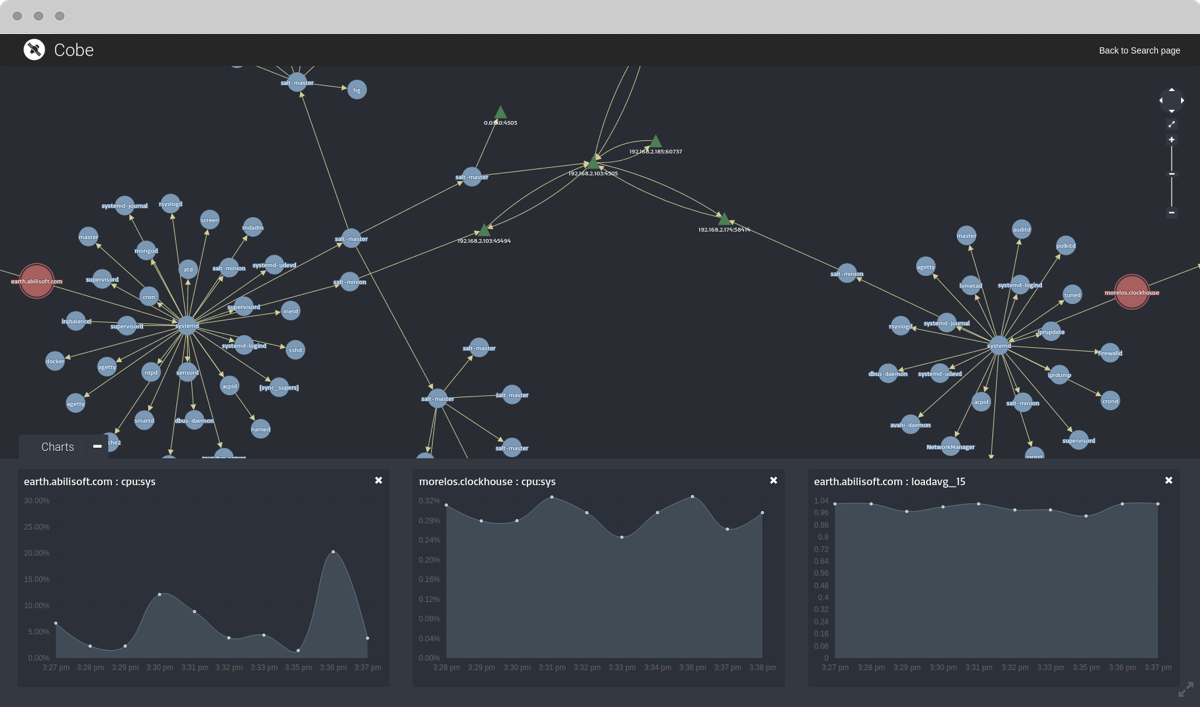 Cobe
Back to Search page
salt-master
fig
192.168.2.185:60737
192.168.2.103:4505
salt-master
192.168.2.103:45494
192.168.2.174:58414
systemd-journal
rsyslogd
screen
mdadm
master
mongod
salt-master
atd
salt-minion
systemd-udevd
earth.abilisoft.com
supervisord
salt-minion
cron
supervisord
inetd
irqbalance
supervisord
systemd
systemd-logind
sshd
docker
agetty
ntpd
sensord
acpid
[sync_supers]
agetty
smartd
dbus-daemon
named
salt-master
salt-master
salt-master
salt-master
master
auditd
polkitd
agetty
salt-minion
lvmetad
systemd-logind
tuned
morelos.clockhouse
rsyslogd
systemd-journal
iprupdate
systemd
firewalld
dbus-daemon
systemd-udevd
iprdump
acpid
salt-minion
crond
avahi-daemon
NetworkManager
supervisord
Charts
earth.abilisoft.com : cpu:sys
30.00%
25.00%
20.00%
15.00%
10.00%
5.00%
0.00%
3:27 pm 3:28 pm 3:29 pm 3:30 pm 3:31 pm 3:32 pm 3:33 pm 3:35 pm 3:36 pm 3:37 pm
morelos.clockhouse : cpu:sys
0.32%
0.28%
0.24%
0.20%
0.16%
0.12%
0.08%
0.04%
0.00%
3:28 pm 3:29 pm 3:30 pm 3:31 pm 3:32 pm 3:33 pm 3:34 pm 3:36 pm 3:37 pm 3:38 pm
earth.abilisoft.com : loadavg_15
1.04
0.96
0.88
0.8
0.72
0.64
0.56
0.48
0.4
0.32
0.24
0.16
0.08
0
3:27 pm 3:28 pm 3:29 pm 3:30 pm 3:31 pm 3:32 pm 3:33 pm 3:35 pm 3:36 pm 3:37 pm